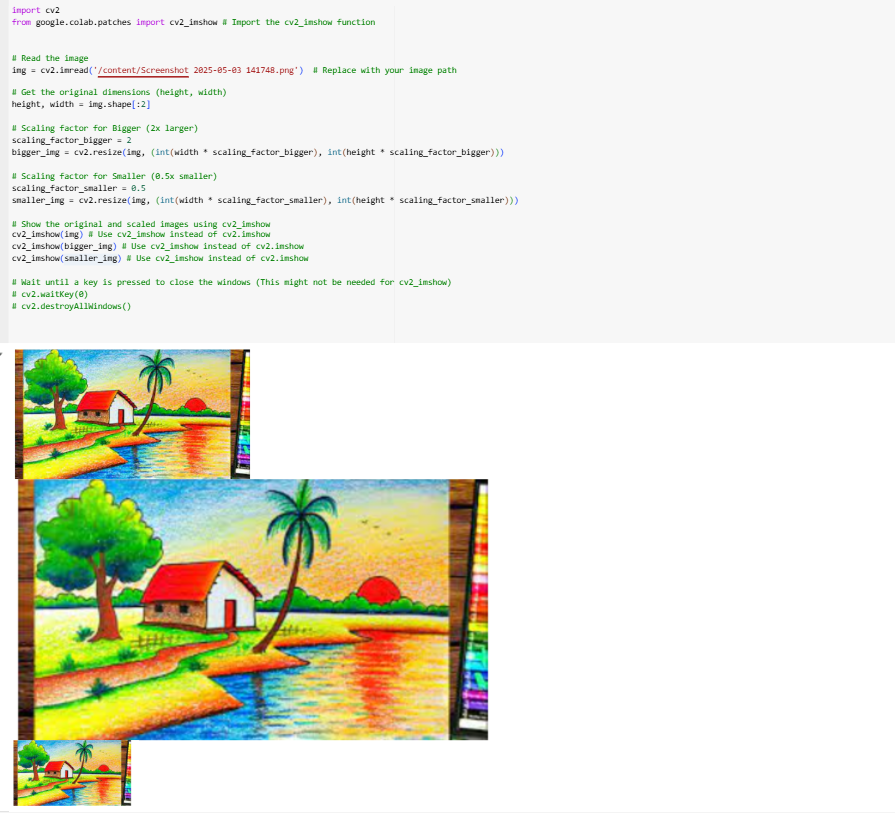 import cv2
from google.colab.patches import cv2_imshow # Import the cv2_imshow function
# Read the image
img = cv2.imread('/content/Screenshot 2025-05-03 141748.png')  # Replace with your image path
# Get the original dimensions (height, width)
height, width = img.shape[:2]
# Scaling factor for Bigger (2x larger)
scaling_factor_bigger = 2
bigger_img = cv2.resize(img, (int(width * scaling_factor_bigger), int(height * scaling_factor_bigger)))
# Scaling factor for Smaller (0.5x smaller)
scaling_factor_smaller = 0.5
smaller_img = cv2.resize(img, (int(width * scaling_factor_smaller), int(height * scaling_factor_smaller)))
# Show the original and scaled images using cv2_imshow
cv2_imshow(img) # Use cv2_imshow instead of cv2.imshow
cv2_imshow(bigger_img) # Use cv2_imshow instead of cv2.imshow
cv2_imshow(smaller_img) # Use cv2_imshow instead of cv2.imshow
# Wait until a key is pressed to close the windows (This might not be needed for cv2_imshow)
# cv2.waitKey(0)
# cv2.destroyAllWindows()